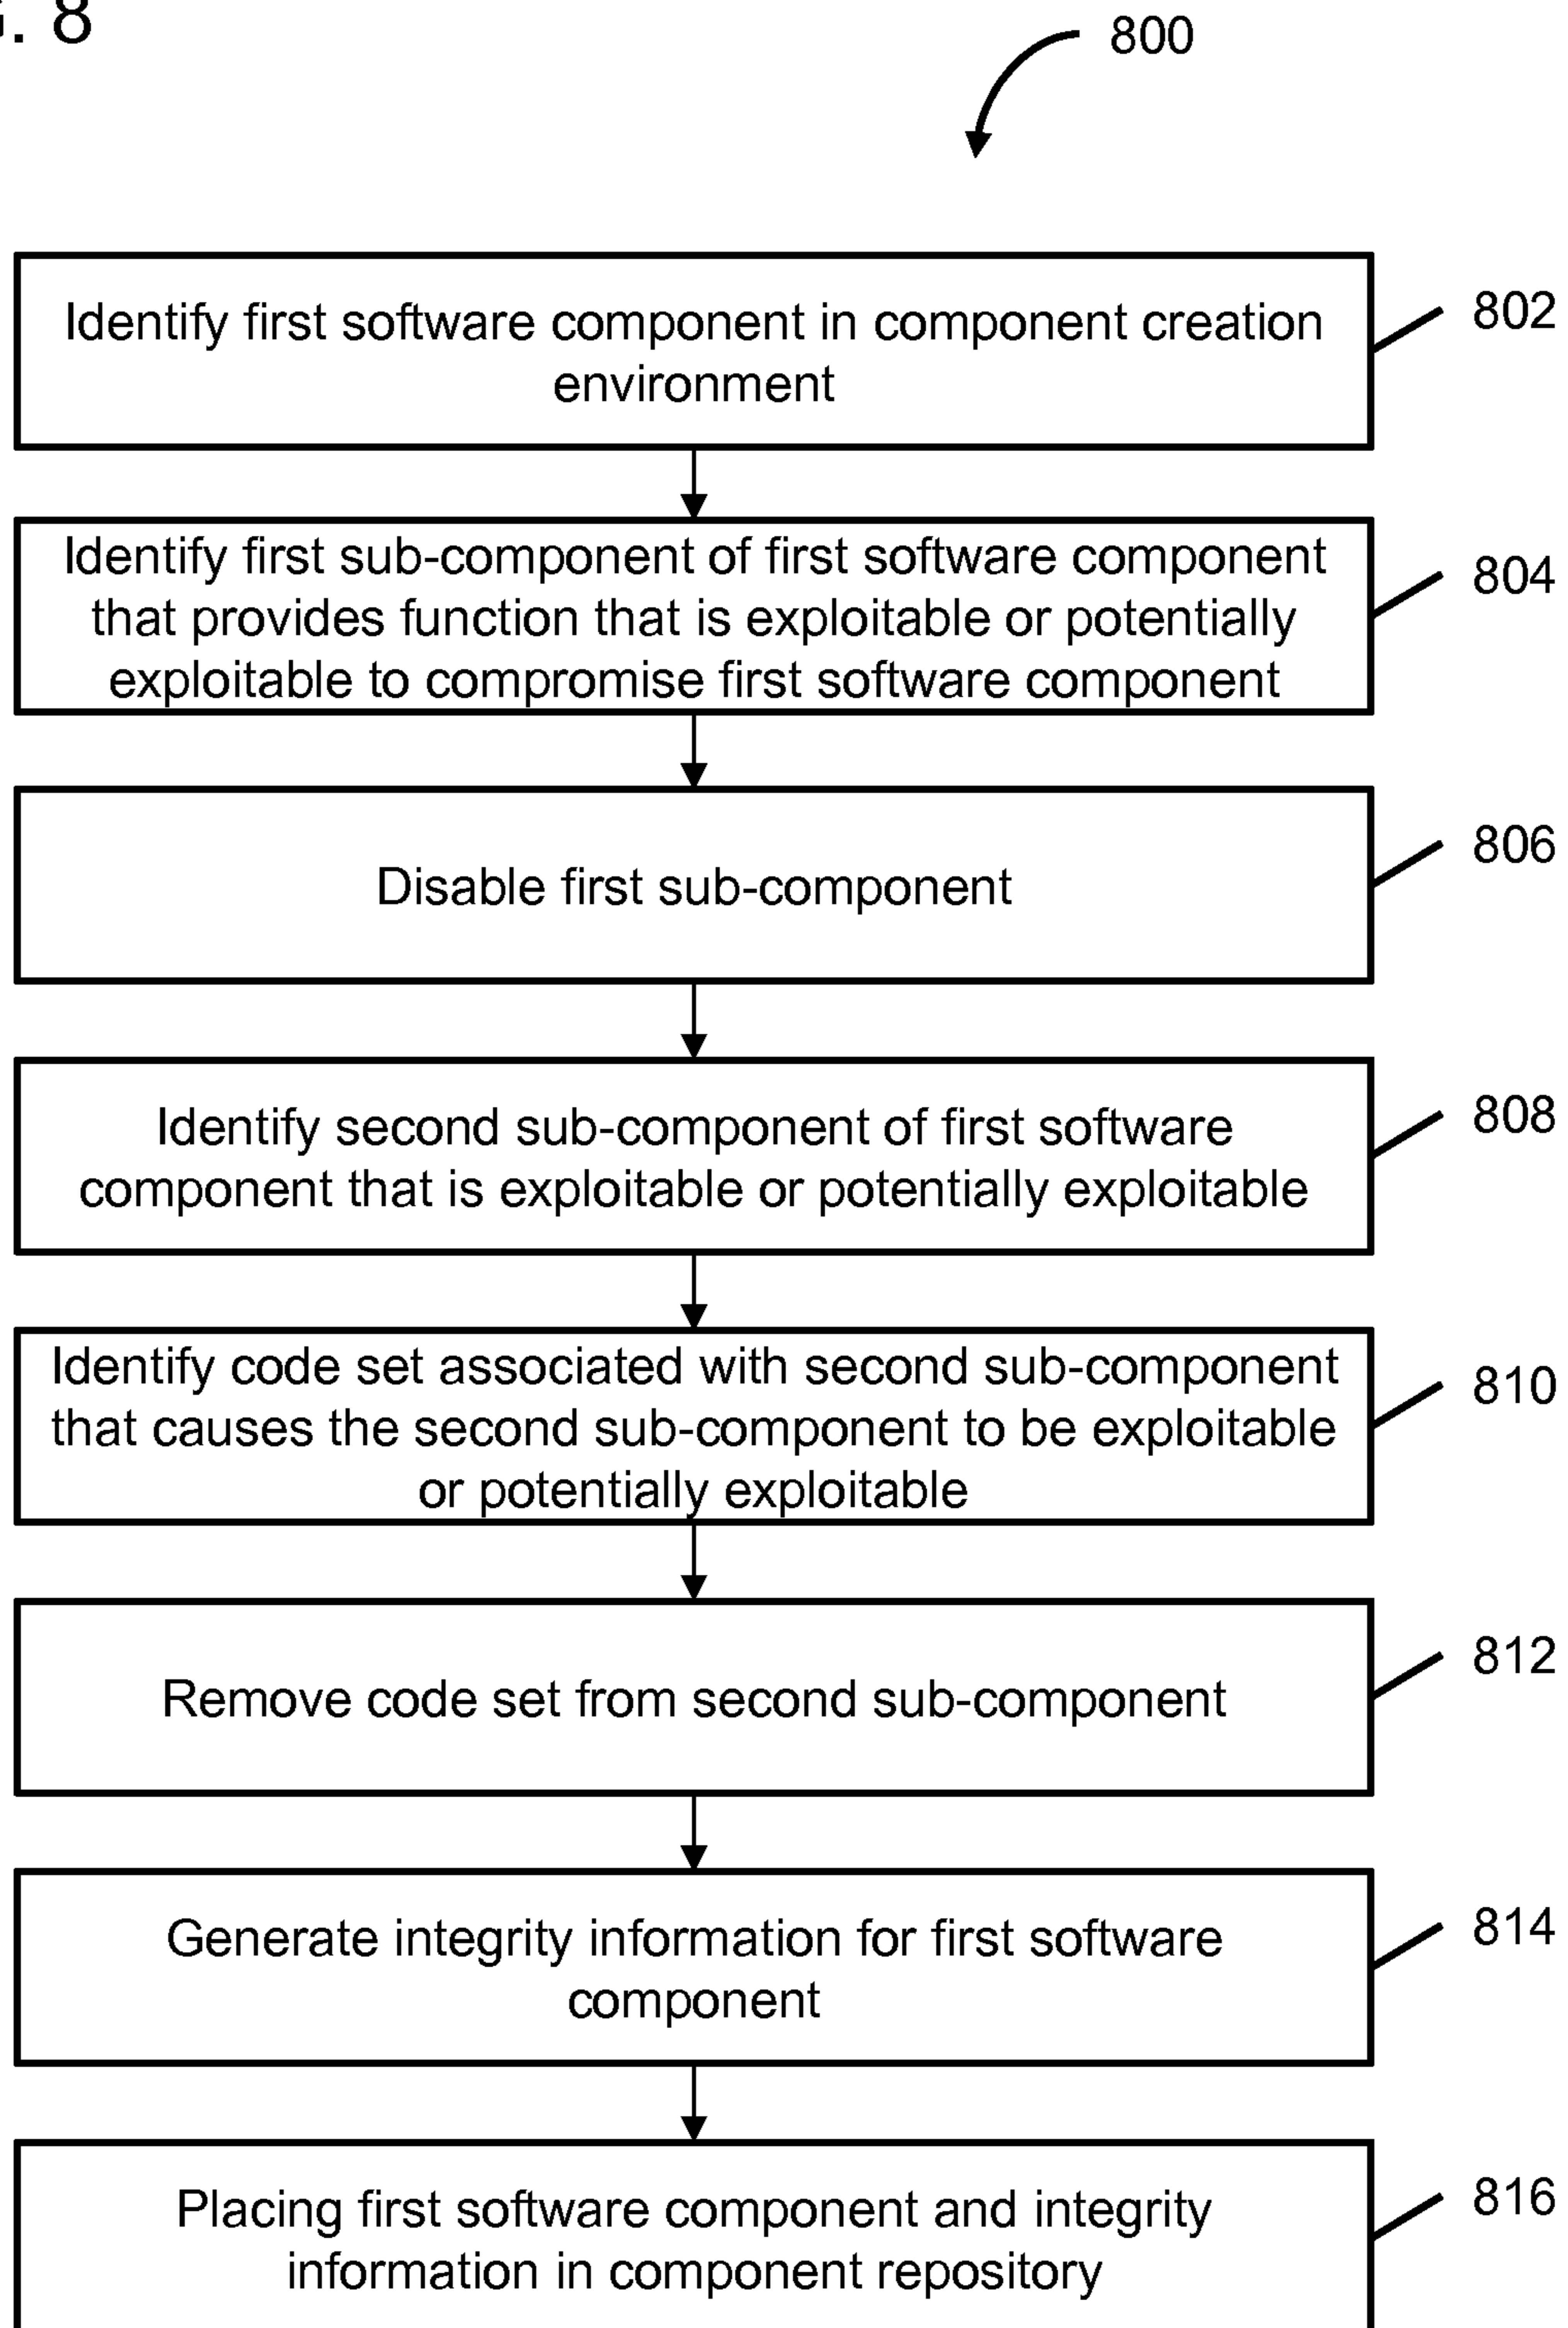 . 8
800
Identify first software component in component creation
environment
802
Identify first sub-component of first software component
that provides function that is exploitable or potentially
exploitable to compromise first software component
804
Disable first sub-component
806
Identify second sub-component of first software
component that is exploitable or potentially exploitable
808
Identify code set associated with second sub-component
that causes the second sub-component to be exploitable
or potentially exploitable
810
Remove code set from second sub-component
812
Generate integrity information for first software
component
814
Placing first software component and integrity
information in component repository
816